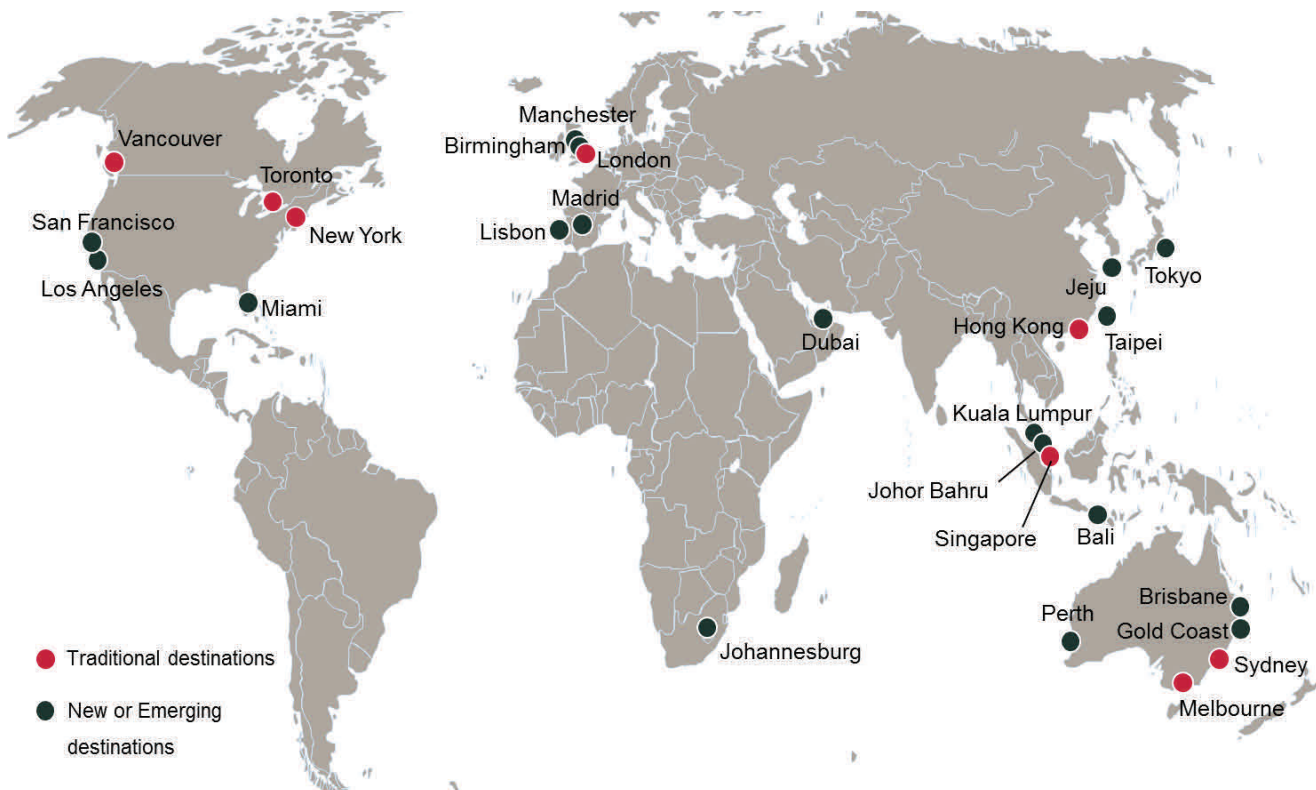 Manchester
Vancouver
Birmingham
London
Toronto
Madrid
San Francisco
Lisbon
New York
Tokyo
Jeju
Los Angeles
Miami
Hong Kong
Taipei
Dubai
Kuala Lumpur
Johor Bahru
Singapore
Bali
Brisbane
Perth
Gold Coast
Johannesburg
Sydney
Melbourne
Traditional destinations
New or Emerging
destinations